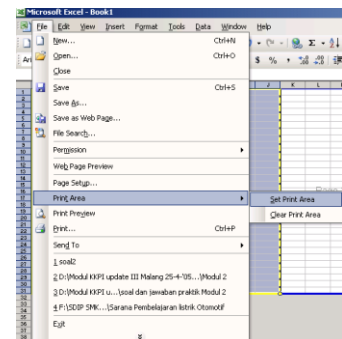 Microsoft Excel - Book1
File Edit View Insert Format Tools Data Window Help
New... Ctrl+N
Open... Ctrl+O
Close
Save Ctrl+S
Save As...
Save as Web Page...
File Search...
Permission
Web Page Preview
Page Setup...
Print Area
Set Print Area
Clear Print Area
Print Preview
Print... Ctrl+P
Send To
1 soal2
2 D:\Modul KKPI update III Malang 25-4-'05...\Modul 2
3 D:\Modul KKPI u...\soal dan jawaban praktik Modul 2
4 F:\SDIP SMK...\Sarana Pembelajaran listrik Otomotif
Exit